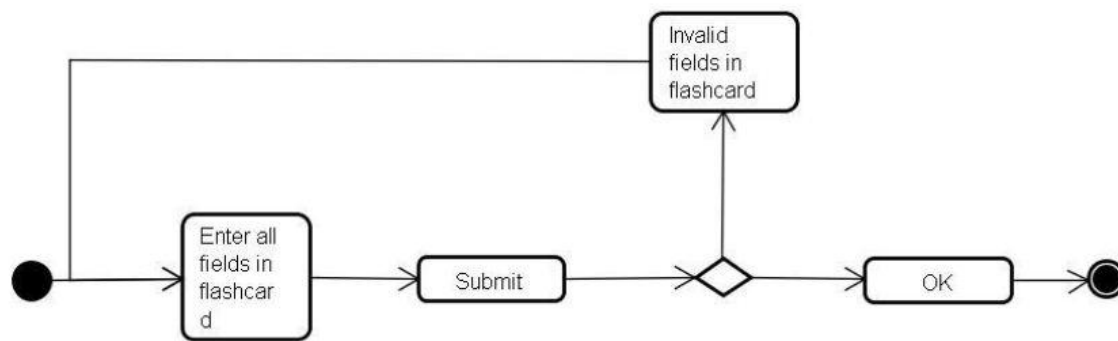 Invalid
fields in
flashcard
Enter all
fields in
flashcar
d
Submit
OK